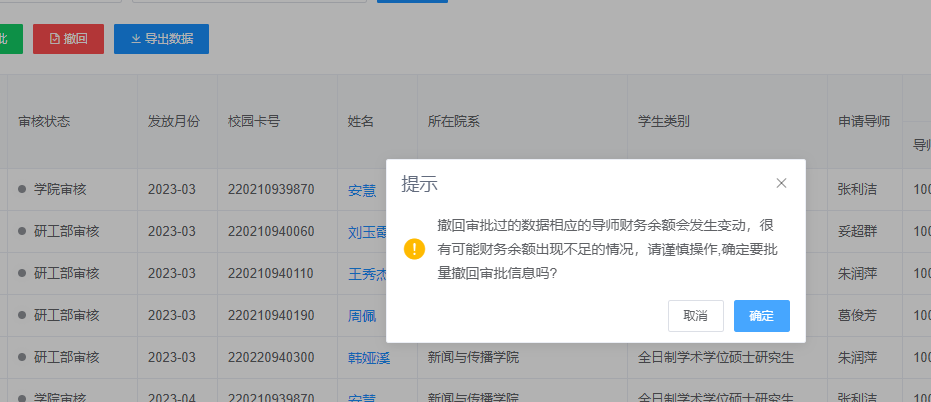 批 撤回 导出数据
审核状态 发放月份 校园卡号 姓名 所在院系 学生类别 申请导师
导师
学院审核 2023-03 220210939870 安慧 张利洁 100
研工部审核 2023-03 220210940060 刘玉霞 妥超群 100
研工部审核 2023-03 220210940110 王秀杰 朱润萍 100
研工部审核 2023-03 220210940190 周佩 葛俊芳 100
研工部审核 2023-03 220220940300 韩娅溪 新闻与传播学院 全日制学术学位硕士研究生 朱润萍 100
学院审核 2023-04 220210939870 安慧 新闻与传播学院 全日制学术学位硕士研究生 张利洁 100
提示
撤回审批过的数据相应的导师财务余额会发生变动，很
有可能财务余额出现不足的情况，请谨慎操作,确定要批
量撤回审批信息吗?
取消 确定